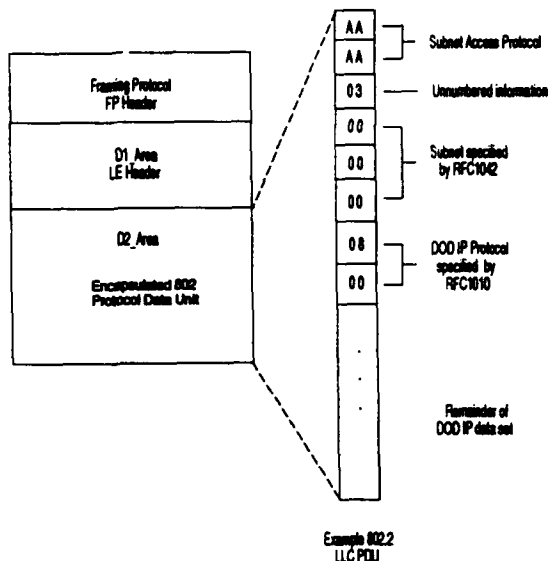 Framing Protocol
FP Header
D1_Area
LE Header
D2_Area
Encapsulated 802
Protocol Data Unit
AA
AA
03
00
00
00
08
00
Subnet Access Protocol
Unnumbered information
Subnet specified
by RFC1042
DOD IP Protocol
specified by
RFC1010
Remainder of
DOD IP data set
Example 802.2
LLC PDU